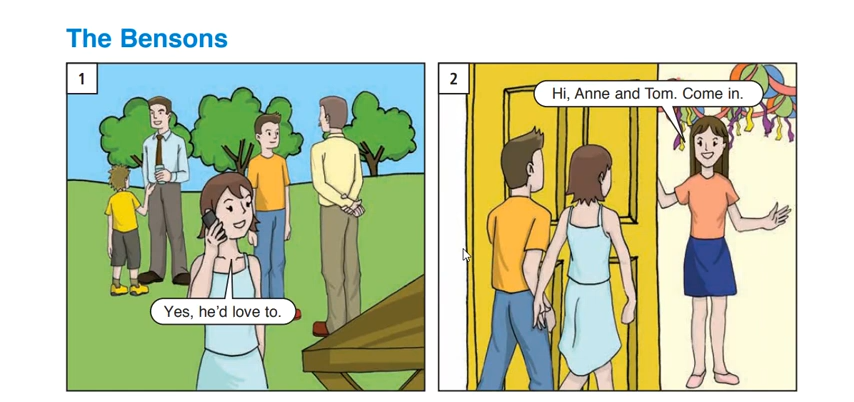 The Bensons
1
Yes, he'd love to.
2
Hi, Anne and Tom. Come in.